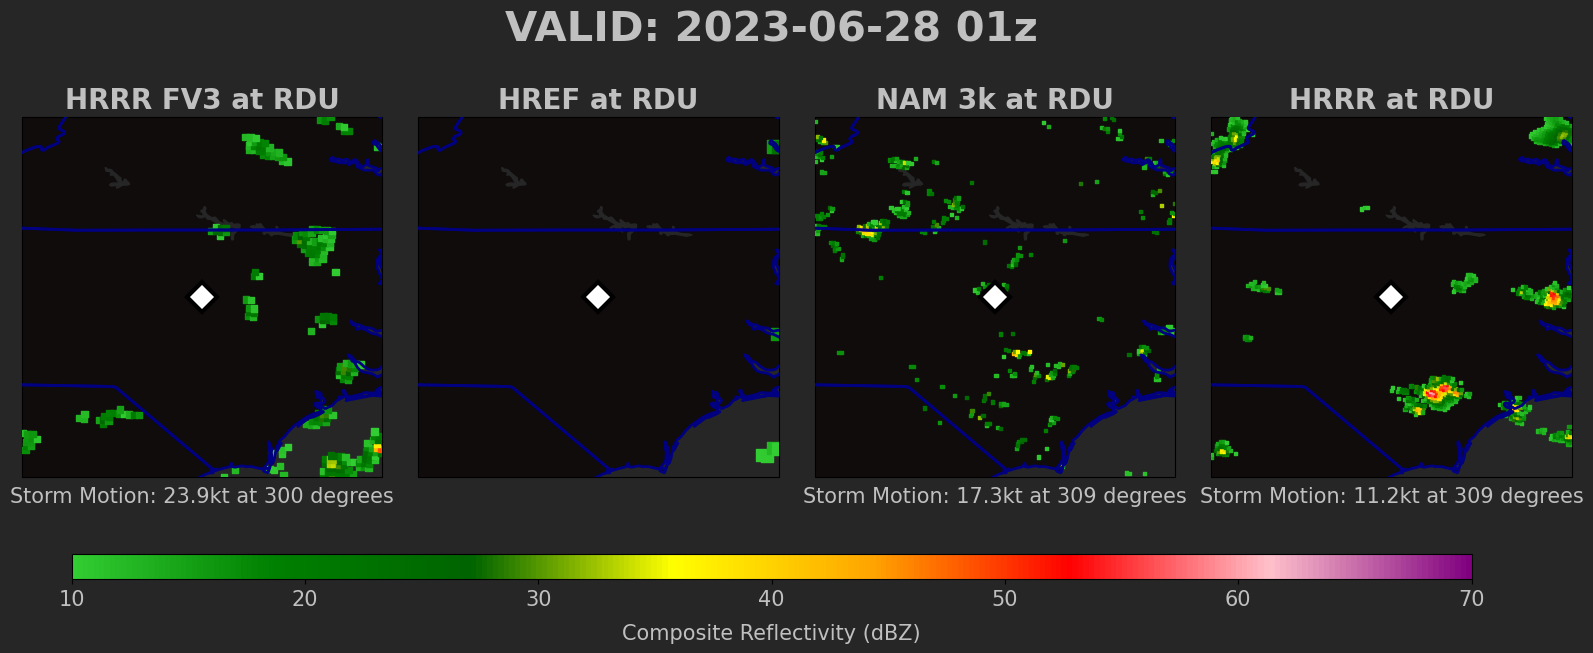 VALID: 2023-06-28 01z
HRRR FV3 at RDU
HREF at RDU
NAM 3k at RDU
HRRR at RDU
Storm Motion: 23.9kt at 300 degrees
Storm Motion: 17.3kt at 309 degrees
Storm Motion: 11.2kt at 309 degrees
10 20 30 40 50 60 70
Composite Reflectivity (dBZ)